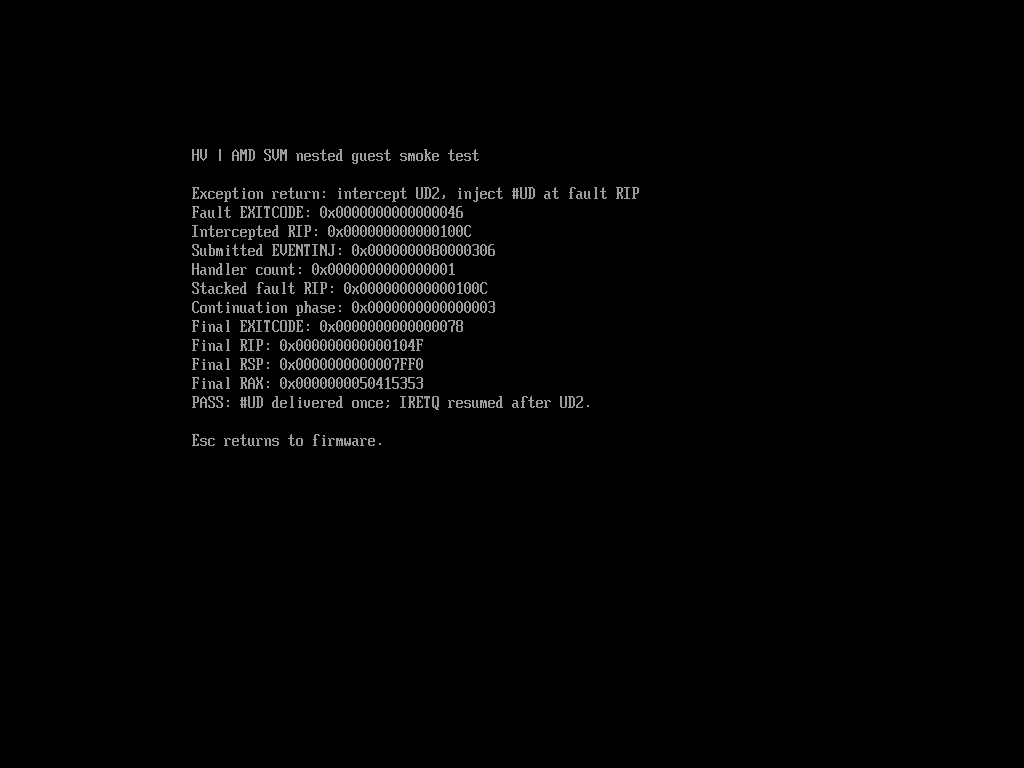 HV | AMD SVM nested guest smoke test
Exception return: intercept UD2, inject #UD at fault RIP
Fault EXITCODE: 0x0000000000000046
Intercepted RIP: 0x000000000000100C
Submitted EVENTINJ: 0x0000000080000306
Handler count: 0x0000000000000001
Stacked fault RIP: 0x000000000000100C
Continuation phase: 0x0000000000000003
Final EXITCODE: 0x0000000000000078
Final RIP: 0x000000000000104F
Final RSP: 0x0000000000007FF0
Final RAX: 0x0000000050415353
PASS: #UD delivered once; IRETQ resumed after UD2.
Esc returns to firmware.